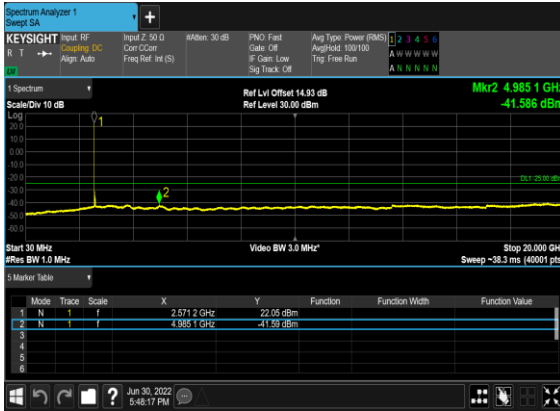 Spectrum Analyzer 1
Swept SA
+
KEYSIGHT
R T
Input: RF
Coupling: DC
Align: Auto
Input Z: 50 Ω
Corr CCorr
Freq Ref: Int (S)
#Atten: 30 dB
PNO: Fast
Gate: Off
IF Gain: Low
Sig Track: Off
Avg Type: Power (RMS)
Avg|Hold: 100/100
Trig: Free Run
1 2 3 4 5 6
A W W W W W
A N N N N N
1 Spectrum
Scale/Div 10 dB
Ref Lvl Offset 14.93 dB
Ref Level 30.00 dBm
Mkr2 4.985 1 GHz
-41.586 dBm
Log
20.0
10.0
0.00
-10.0
-20.0
-30.0
-40.0
-50.0
-60.0
1
2
DL1 -25.00 dBm
Start 30 MHz
#Res BW 1.0 MHz
Video BW 3.0 MHz*
Stop 20.000 GHz
Sweep ~38.3 ms (40001 pts)
5 Marker Table
Mode Trace Scale X Y Function Function Width Function Value
1 N 1 f 2.571 2 GHz 22.05 dBm
2 N 1 f 4.985 1 GHz -41.59 dBm
3
4
5
6
?
Jun 30, 2022
5:48:17 PM